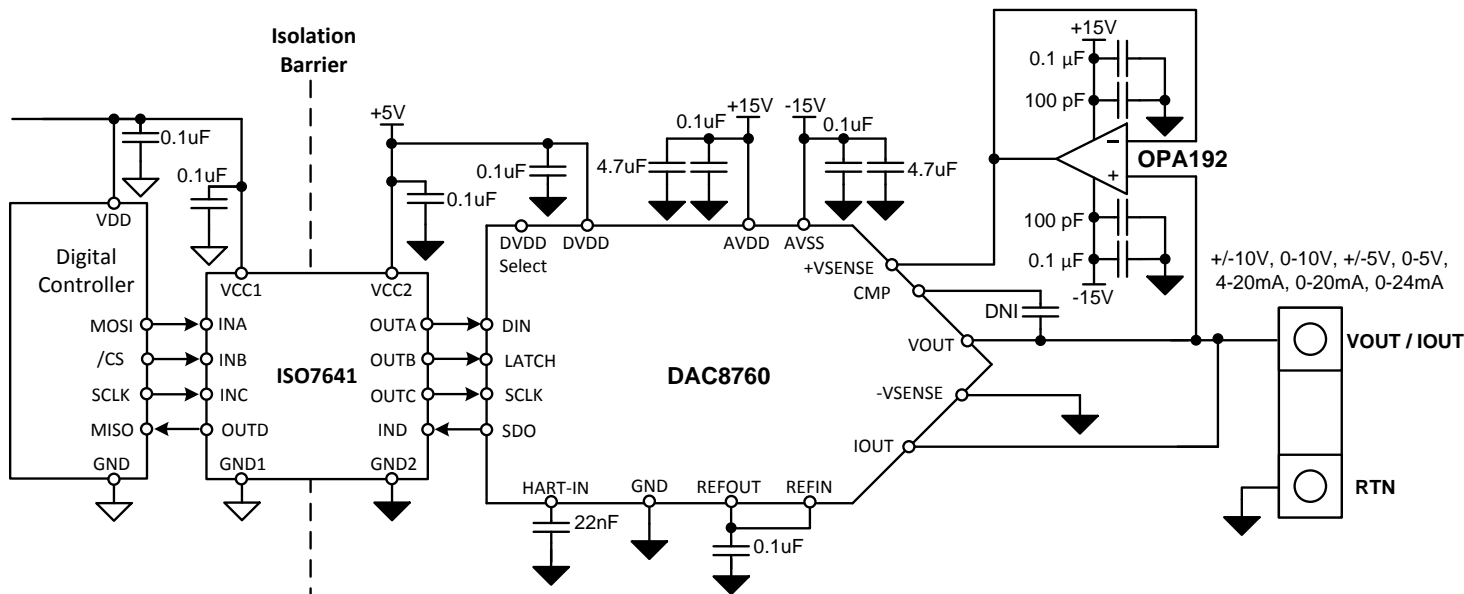 Isolation
Barrier
0.1uF
0.1uF
VDD
Digital
Controller
MOSI
/CS
SCLK
MISO
GND
VCC1
VCC2
INA
INB
INC
OUTD
GND1
ISO7641
OUTA
OUTB
OUTC
IND
GND2
+5V
0.1uF
0.1uF
DVDD
Select
DVDD
4.7uF
0.1uF
+15V
-15V
0.1uF
4.7uF
AVDD
AVSS
DIN
LATCH
SCLK
SDO
DAC8760
+VSENSE
CMP
DNI
VOUT
-VSENSE
IOUT
HART-IN
GND
REFOUT
REFIN
22nF
0.1uF
+15V
0.1 µF
100 pF
OPA192
100 pF
0.1 µF
-15V
+/-10V, 0-10V, +/-5V, 0-5V,
4-20mA, 0-20mA, 0-24mA
VOUT / IOUT
RTN